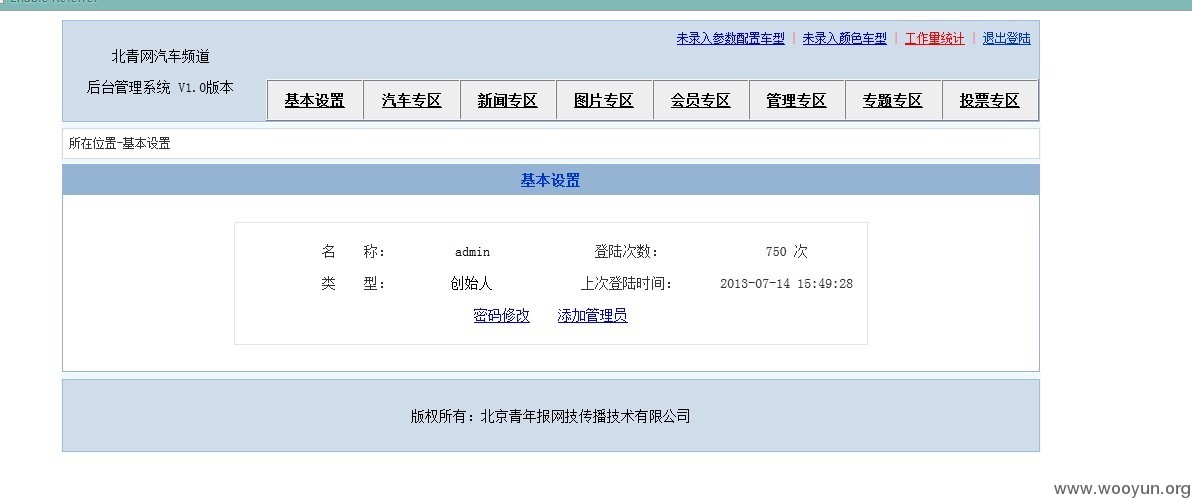 Enable Referrer
未录入参数配置车型 | 未录入颜色车型 | 工作量统计 | 退出登陆
北青网汽车频道
后台管理系统 V1.0版本
基本设置 汽车专区 新闻专区 图片专区 会员专区 管理专区 专题专区 投票专区
所在位置-基本设置
基本设置
名 称： admin 登陆次数： 750 次
类 型： 创始人 上次登陆时间： 2013-07-14 15:49:28
密码修改 添加管理员
版权所有：北京青年报网技传播技术有限公司
www.wooyun.org